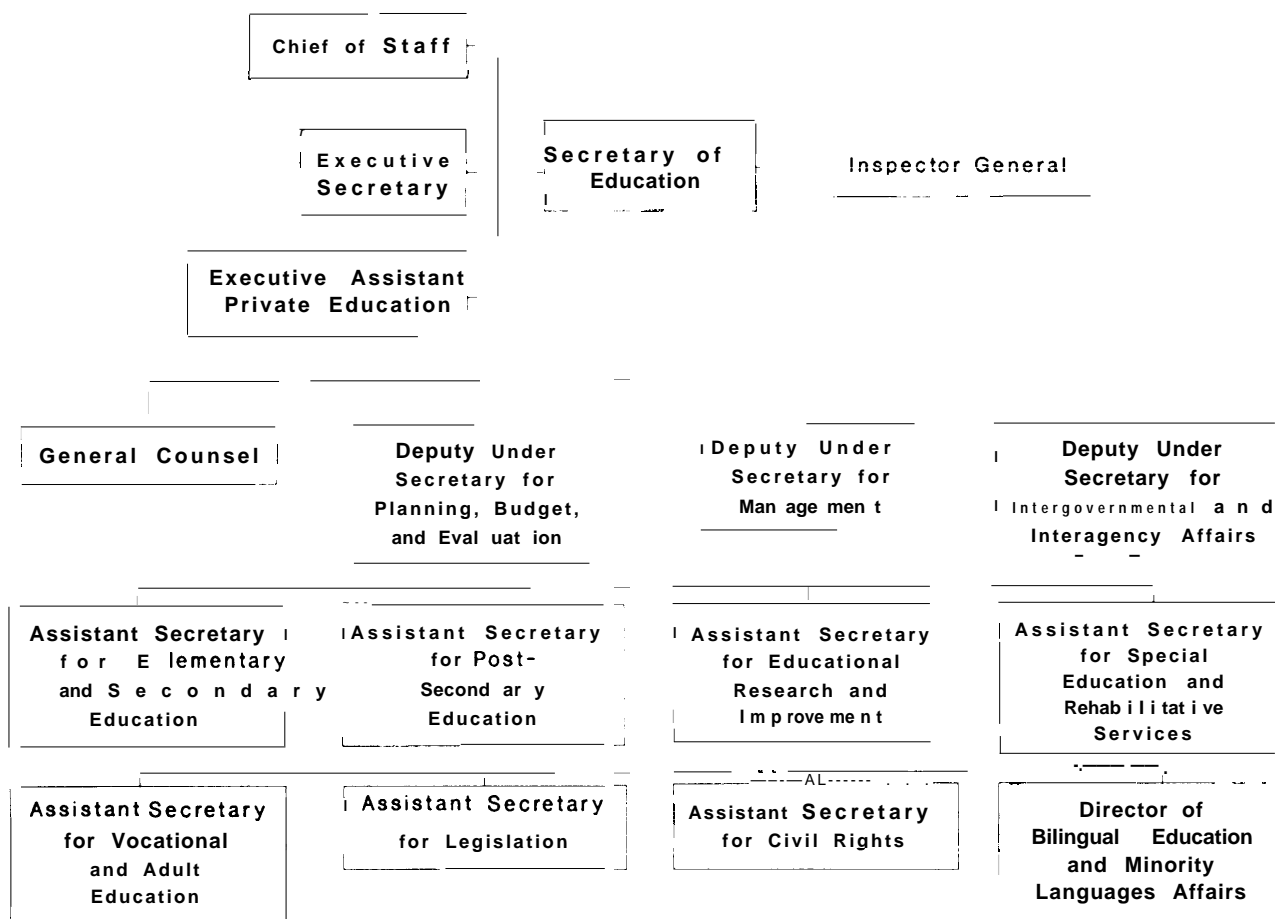 Chief of Staff
Executive
Secretary
Secretary of
Education
Inspector General
Executive Assistant
Private Education
General Counsel
Deputy Under
Secretary for
Planning, Budget,
and Evaluation
Deputy Under
Secretary for
Management
Deputy Under
Secretary for
Intergovernmental and
Interagency Affairs
Assistant Secretary
for Elementary
and Secondary
Education
Assistant Secretary
for Post-
Secondary
Education
Assistant Secretary
for Educational
Research and
Improvement
Assistant Secretary
for Special
Education and
Rehabilitative
Services
Assistant Secretary
for Vocational
and Adult
Education
Assistant Secretary
for Legislation
AL
Assistant Secretary
for Civil Rights
Director of
Bilingual Education
and Minority
Languages Affairs